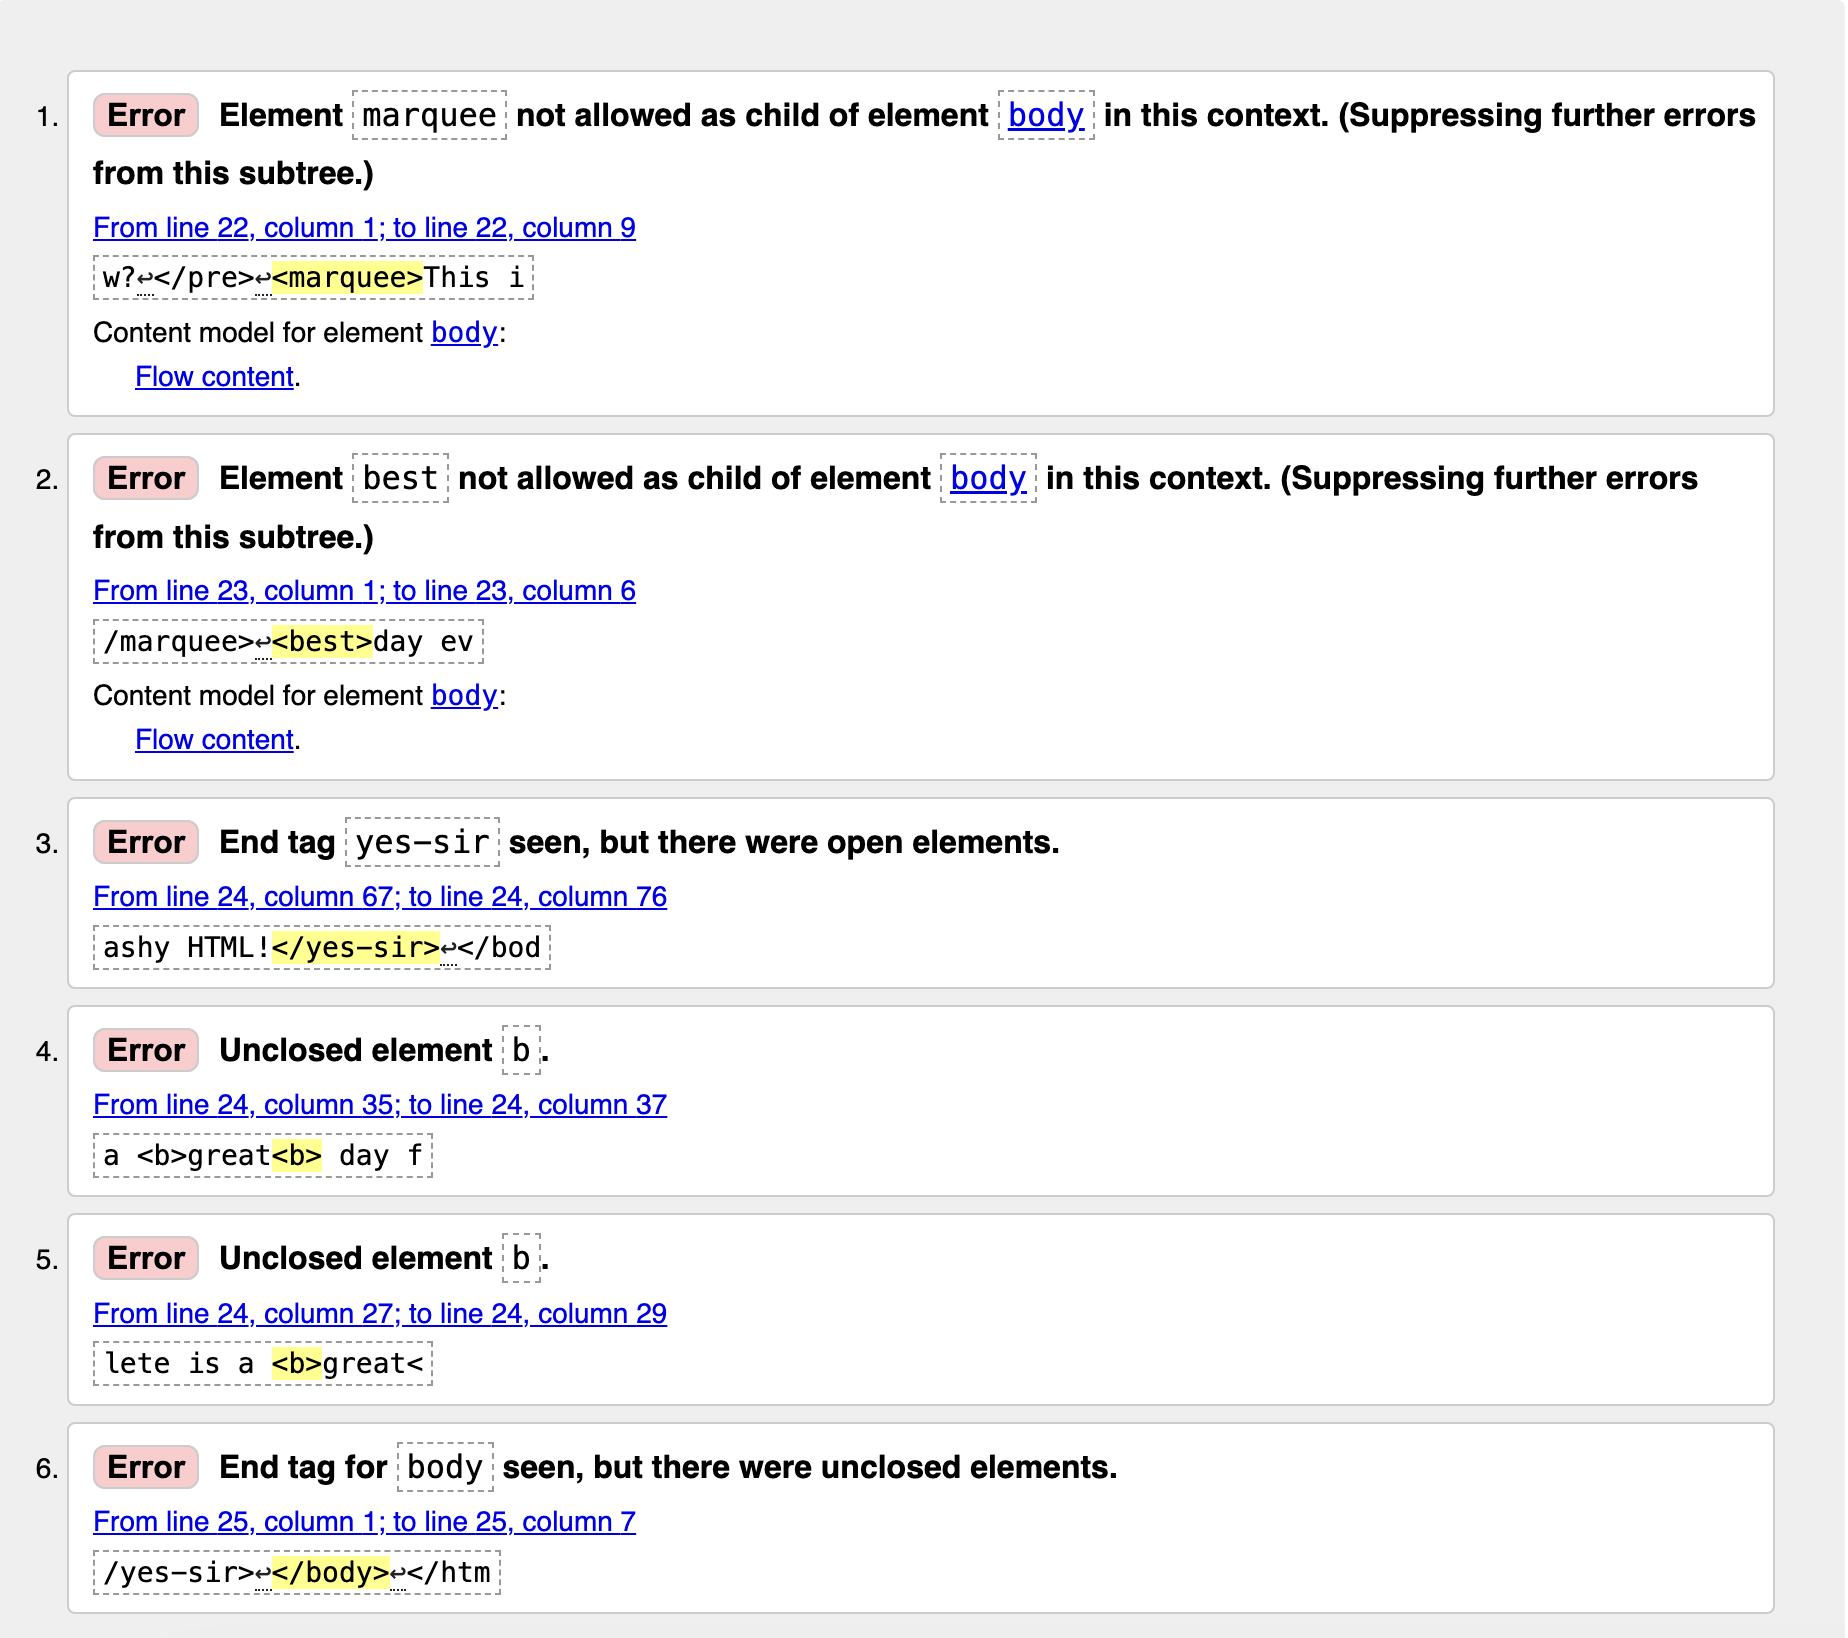 1. Error Element marquee not allowed as child of element body in this context. (Suppressing further errors
from this subtree.)
From line 22, column 1; to line 22, column 9
w?↩</pre>↩<marquee>This i
Content model for element body:
Flow content.
2. Error Element best not allowed as child of element body in this context. (Suppressing further errors
from this subtree.)
From line 23, column 1; to line 23, column 6
/marquee>↩<best>day ev
Content model for element body:
Flow content.
3. Error End tag yes-sir seen, but there were open elements.
From line 24, column 67; to line 24, column 76
ashy HTML!</yes-sir>↩</bod
4. Error Unclosed element b.
From line 24, column 35; to line 24, column 37
a <b>great<b> day f
5. Error Unclosed element b.
From line 24, column 27; to line 24, column 29
lete is a <b>great<
6. Error End tag for body seen, but there were unclosed elements.
From line 25, column 1; to line 25, column 7
/yes-sir>↩</body>↩</htm